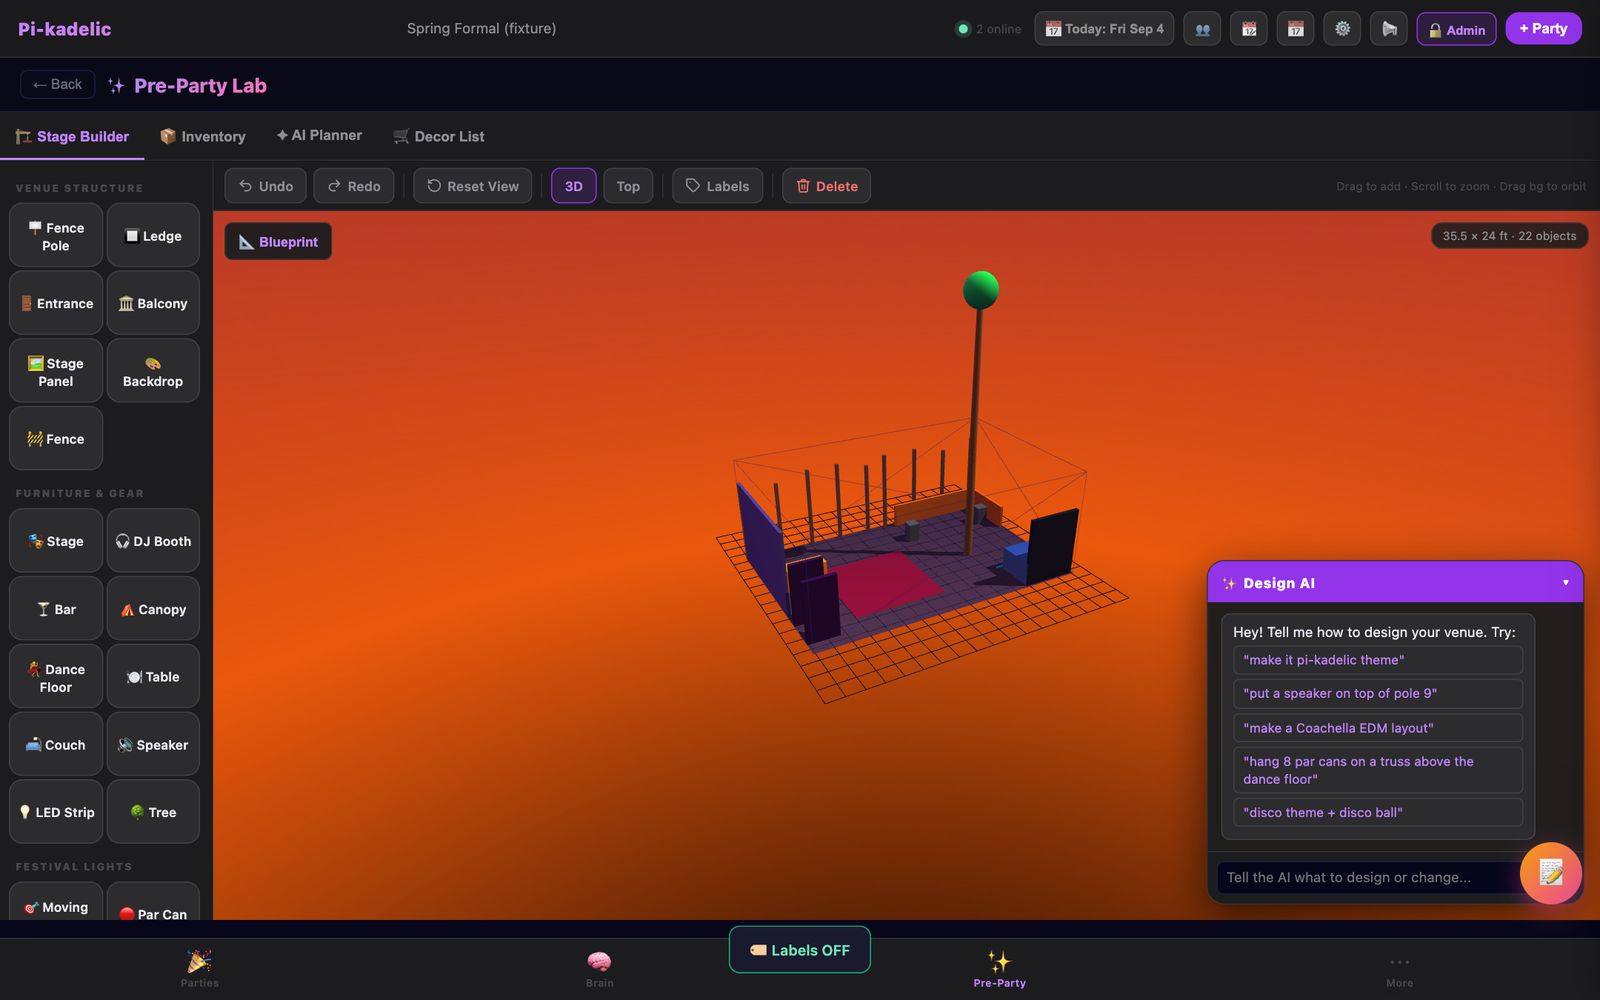 Pi-kadelic
Spring Formal (fixture)
2 online
Today: Fri Sep 4
Admin
+ Party
← Back
Pre-Party Lab
Stage Builder
Inventory
AI Planner
Decor List
VENUE STRUCTURE
Fence
Pole
Ledge
Entrance
Balcony
Stage
Panel
Backdrop
Fence
FURNITURE & GEAR
Stage
DJ Booth
Bar
Canopy
Dance
Floor
Table
Couch
Speaker
LED Strip
Tree
FESTIVAL LIGHTS
Moving
Par Can
Undo
Redo
Reset View
3D
Top
Labels
Delete
Drag to add · Scroll to zoom · Drag bg to orbit
Blueprint
35.5 × 24 ft · 22 objects
Design AI
Hey! Tell me how to design your venue. Try:
"make it pi-kadelic theme"
"put a speaker on top of pole 9"
"make a Coachella EDM layout"
"hang 8 par cans on a truss above the
dance floor"
"disco theme + disco ball"
Tell the AI what to design or change...
Labels OFF
Parties
Brain
Pre-Party
More